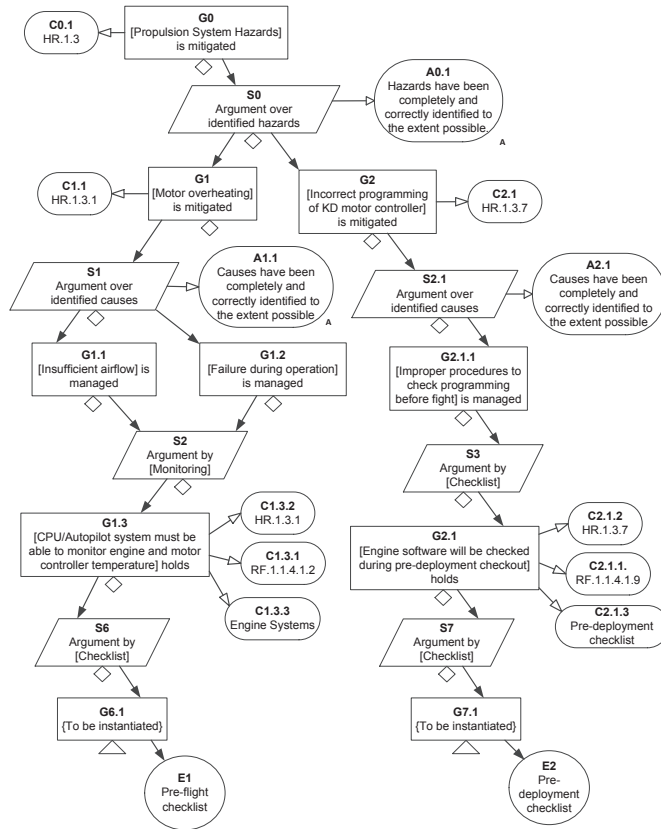 C0.1
HR.1.3
G0
[Propulsion System Hazards]
is mitigated
S0
Argument over
identified hazards
A0.1
Hazards have been
completely and
correctly identified to
the extent possible.
A
C1.1
HR.1.3.1
G1
[Motor overheating]
is mitigated
G2
[Incorrect programming
of KD motor controller]
is mitigated
C2.1
HR.1.3.7
S1
Argument over
identified causes
A1.1
Causes have been
completely and
correctly identified to
the extent possible
A
S2.1
Argument over
identified causes
A2.1
Causes have been
completely and
correctly identified to
the extent possible
G1.1
[Insufficient airflow] is
managed
G1.2
[Failure during operation]
is managed
G2.1.1
[Improper procedures to
check programming
before fight] is managed
S2
Argument by
[Monitoring]
S3
Argument by
[Checklist]
G1.3
[CPU/Autopilot system must be
able to monitor engine and motor
controller temperature] holds
C1.3.2
HR.1.3.1
C1.3.1
RF.1.1.4.1.2
C1.3.3
Engine Systems
G2.1
[Engine software will be checked
during pre-deployment checkout]
holds
C2.1.2
HR.1.3.7
C2.1.1.
RF.1.1.4.1.9
C2.1.3
Pre-deployment
checklist
S6
Argument by
[Checklist]
S7
Argument by
[Checklist]
G6.1
{To be instantiated}
G7.1
{To be instantiated}
E1
Pre-flight
checklist
E2
Pre-
deployment
checklist